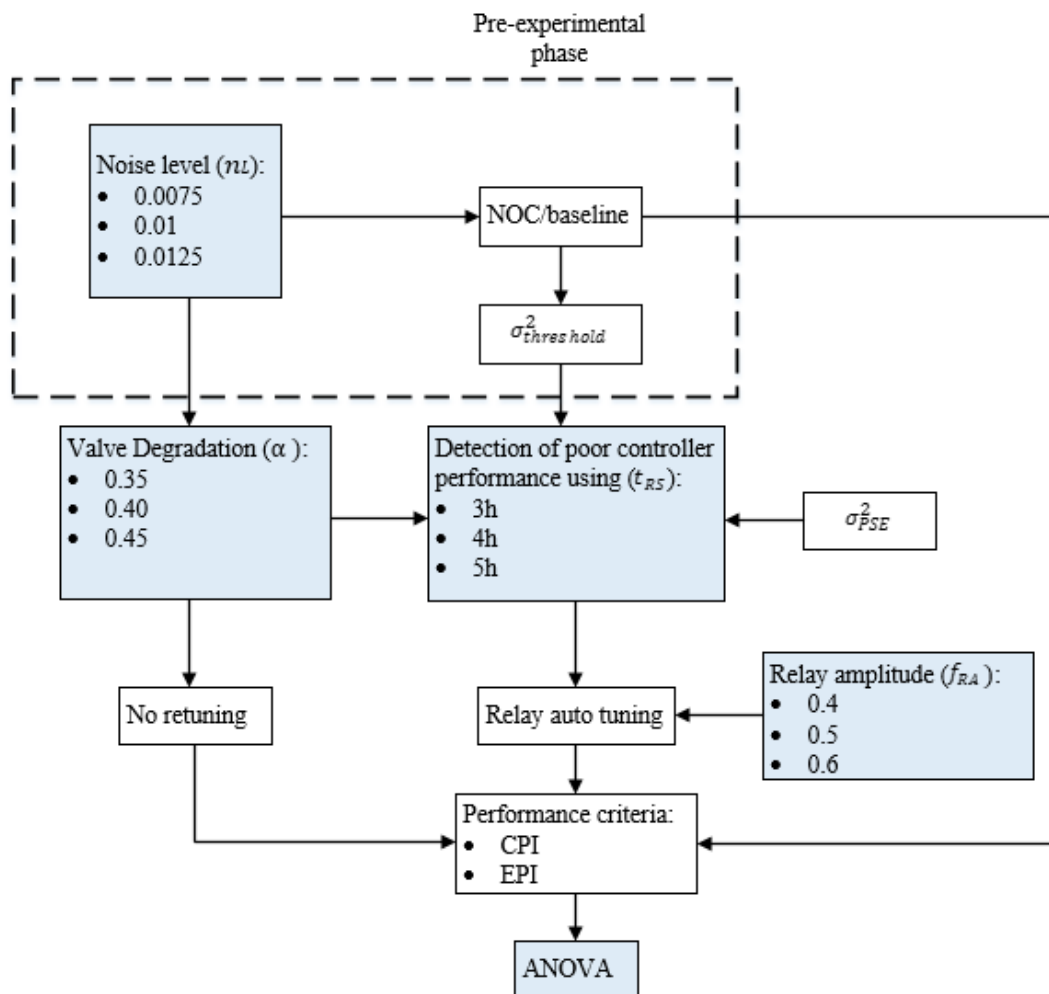 Pre-experimental
phase
Noise level (nL):
• 0.0075
• 0.01
• 0.0125
NOC/baseline
σ²threshold
Valve Degradation (α ):
• 0.35
• 0.40
• 0.45
Detection of poor controller
performance using (tRS):
• 3h
• 4h
• 5h
σ²PSE
No retuning
Relay auto tuning
Relay amplitude (fRA ):
• 0.4
• 0.5
• 0.6
Performance criteria:
• CPI
• EPI
ANOVA